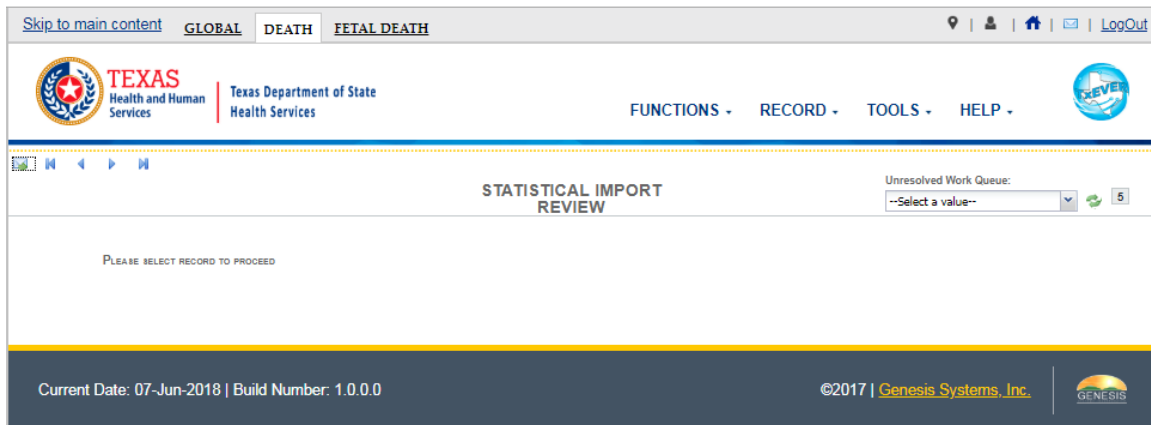 Skip to main content GLOBAL DEATH FETAL DEATH | | | | LogOut
TEXAS
Health and Human
Services
Texas Department of State
Health Services
FUNCTIONS RECORD TOOLS HELP
TxEVER
Unresolved Work Queue:
STATISTICAL IMPORT
REVIEW
--Select a value-- 5
PLEASE SELECT RECORD TO PROCEED
Current Date: 07-Jun-2018 | Build Number: 1.0.0.0 ©2017 | Genesis Systems, Inc.
GENESIS